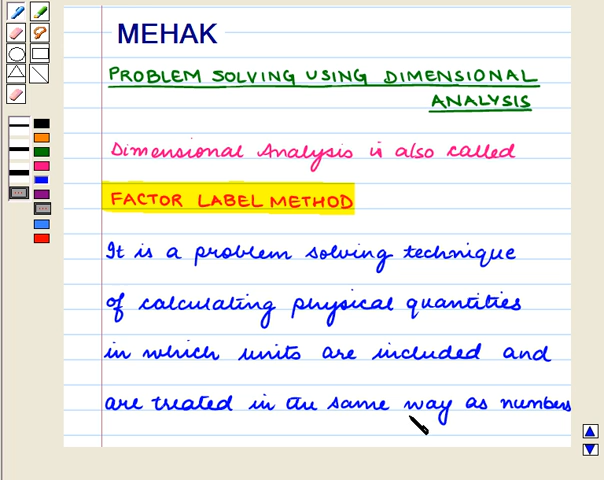 MEHAK
PROBLEM SOLVING USING DIMENSIONAL
ANALYSIS
Dimensional Analysis is also called
FACTOR LABEL METHOD
It is a problem solving technique
of calculating physical quantities
in which units are included and
are treated in the same way as numbers